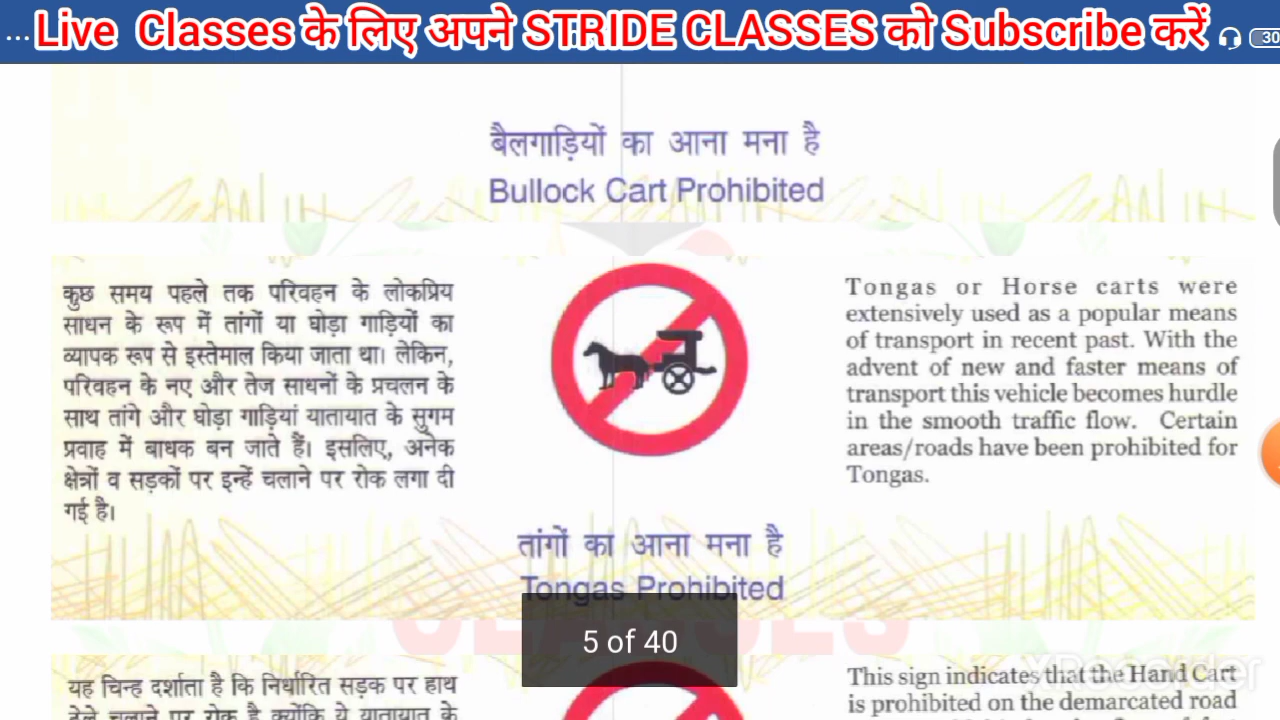 ... Live Classes के लिए अपने STRIDE CLASSES को Subscribe करें
30
बैलगाड़ियों का आना मना है
Bullock Cart Prohibited
कुछ समय पहले तक परिवहन के लोकप्रिय
साधन के रूप में तांगों या घोड़ा गाड़ियों का
व्यापक रूप से इस्तेमाल किया जाता था। लेकिन,
परिवहन के नए और तेज साधनों के प्रचलन के
साथ तांगे और घोड़ा गाड़ियां यातायात के सुगम
प्रवाह में बाधक बन जाते हैं। इसलिए, अनेक
क्षेत्रों व सड़कों पर इन्हें चलाने पर रोक लगा दी
गई है।
Tongas or Horse carts were
extensively used as a popular means
of transport in recent past. With the
advent of new and faster means of
transport this vehicle becomes hurdle
in the smooth traffic flow. Certain
areas/roads have been prohibited for
Tongas.
तांगों का आना मना है
Tongas Prohibited
5 of 40
CLASSES
यह चिन्ह दर्शाता है कि निर्धारित सड़क पर हाथ
ठेले चलाने पर रोक है क्योंकि ये यातायात के
This sign indicates that the Hand Cart
is prohibited on the demarcated road
XRecorder